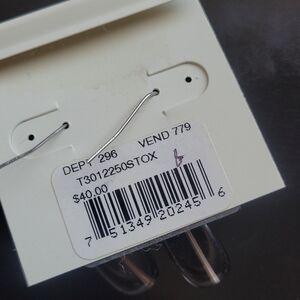 DEPT 296 VEND 779
T3012250STOX
$40.00
7 51349 20245 6